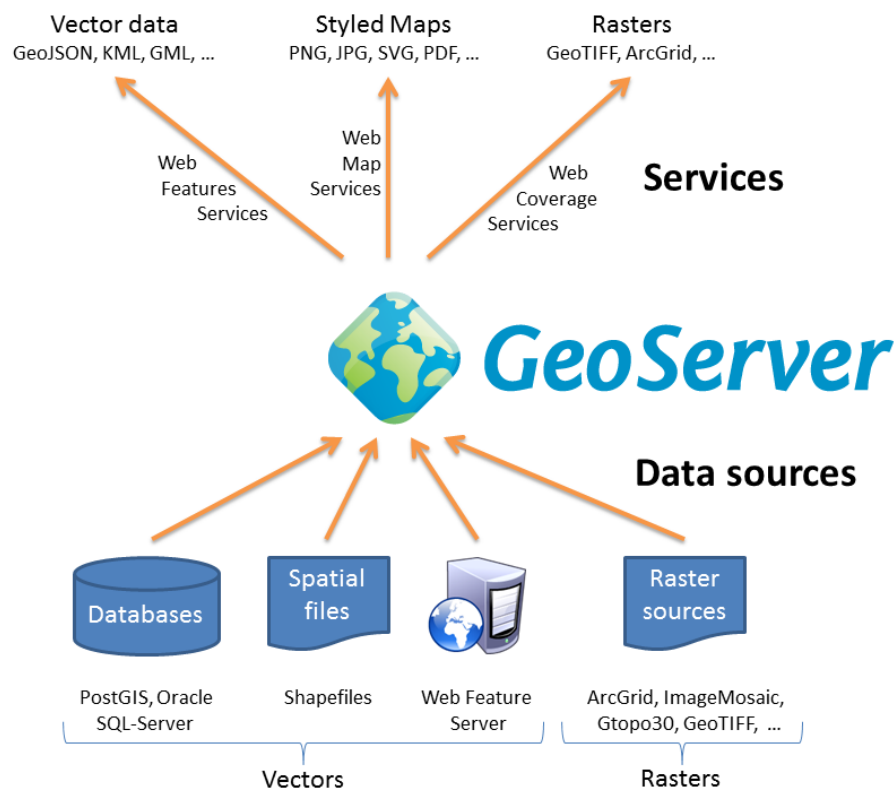 Vector data
GeoJSON, KML, GML, ...
Styled Maps
PNG, JPG, SVG, PDF, ...
Rasters
GeoTIFF, ArcGrid, ...
Web
Features
Services
Web
Map
Services
Web
Coverage
Services
Services
GeoServer
Data sources
Databases
Spatial
files
Raster
sources
PostGIS, Oracle
SQL-Server
Shapefiles
Web Feature
Server
ArcGrid, ImageMosaic,
Gtopo30, GeoTIFF, ...
Vectors
Rasters